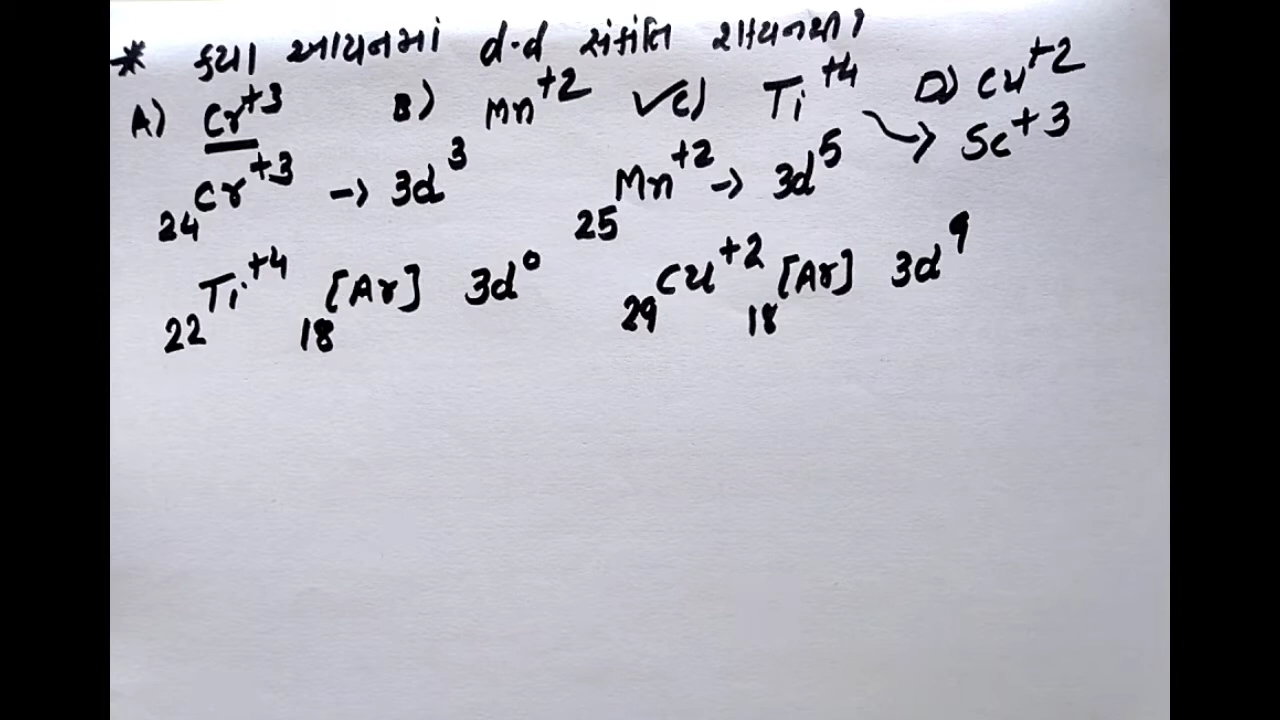 * કયા આયનમાં d-d સંક્રાંતિ શક્ય નથી?
A) Cr+3 B) Mn+2 ✓C) Ti+4 D) Cu+2
→ Sc+3
24Cr+3 → 3d3 25Mn+2 → 3d5
22Ti+4 18[Ar] 3d0 29Cu+2 18[Ar] 3d9